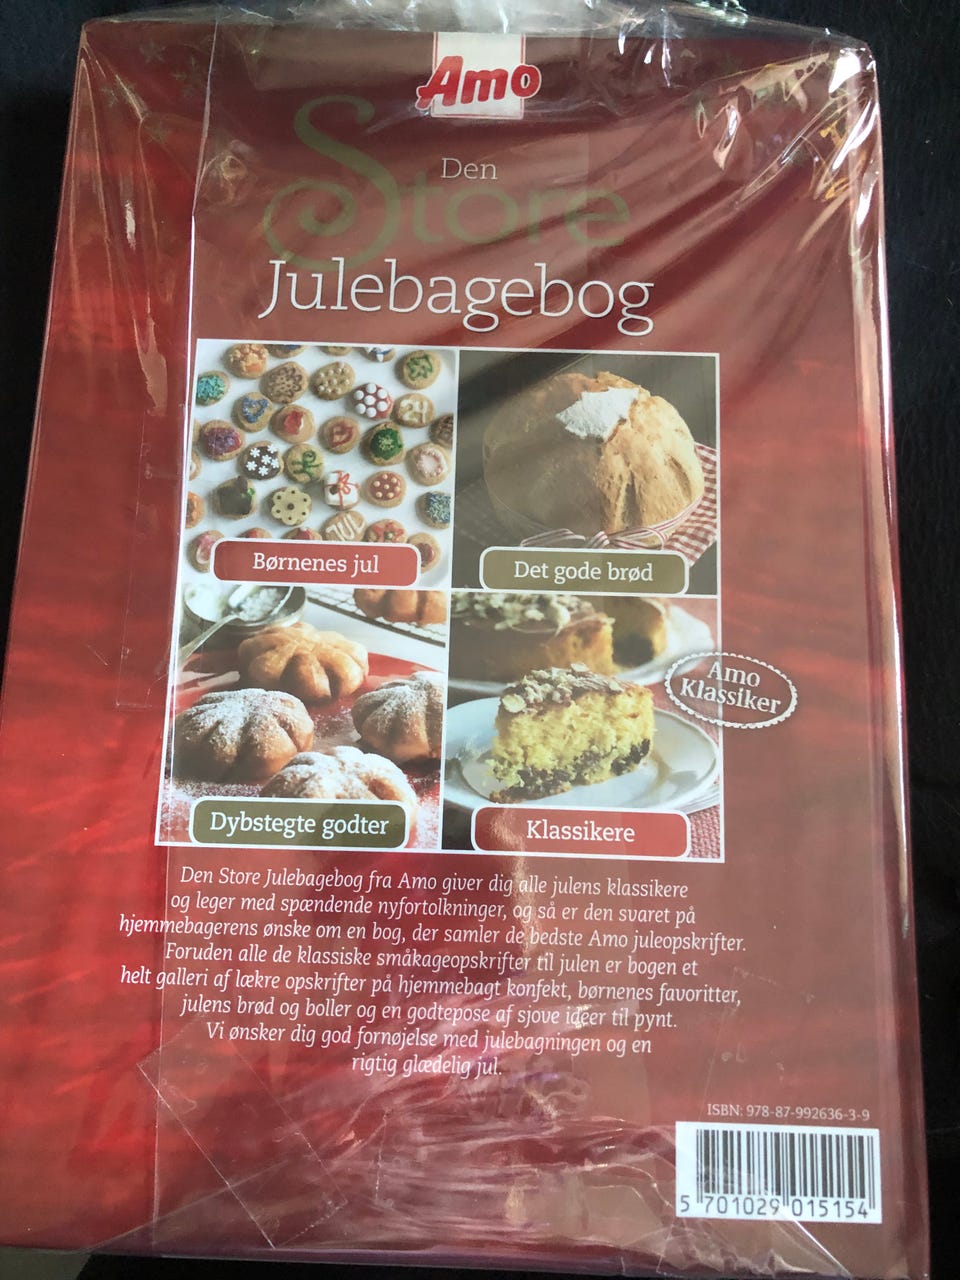 Amo
Den
Store
Julebagebog
24
JUL
Børnenes jul
Det gode brød
Amo
Klassiker
Dybstegte godter
Klassikere
Den Store Julebagebog fra Amo giver dig alle julens klassikere
og leger med spændende nyfortolkninger, og så er den svaret på
hjemmebagerens ønske om en bog, der samler de bedste Amo juleopskrifter.
Foruden alle de klassiske småkageopskrifter til julen er bogen et
helt galleri af lækre opskrifter på hjemmebagt konfekt, børnenes favoritter,
julens brød og boller og en godtepose af sjove idéer til pynt.
Vi ønsker dig god fornøjelse med julebagningen og en
rigtig glædelig jul.
ISBN: 978-87-992636-3-9
5 701029 015154